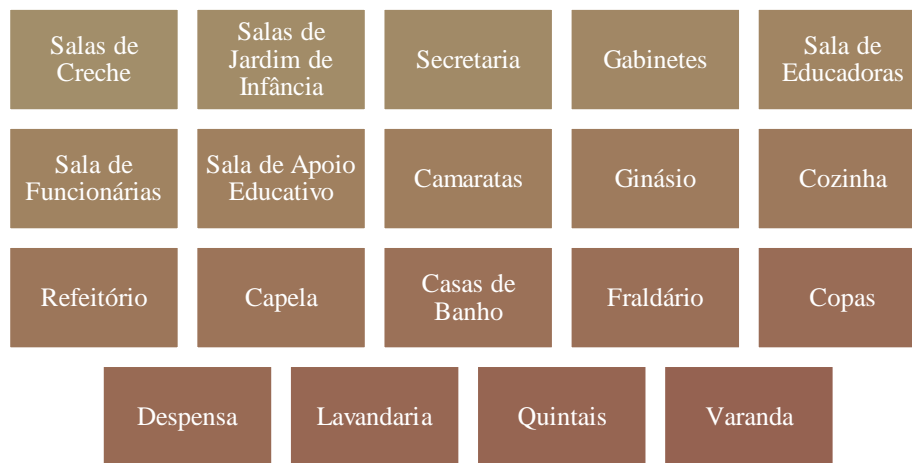 Salas de
Creche
Salas de
Jardim de
Infância
Secretaria
Gabinetes
Sala de
Educadoras
Sala de
Funcionárias
Sala de Apoio
Educativo
Camaratas
Ginásio
Cozinha
Refeitório
Capela
Casas de
Banho
Fraldário
Copas
Despensa
Lavandaria
Quintais
Varanda